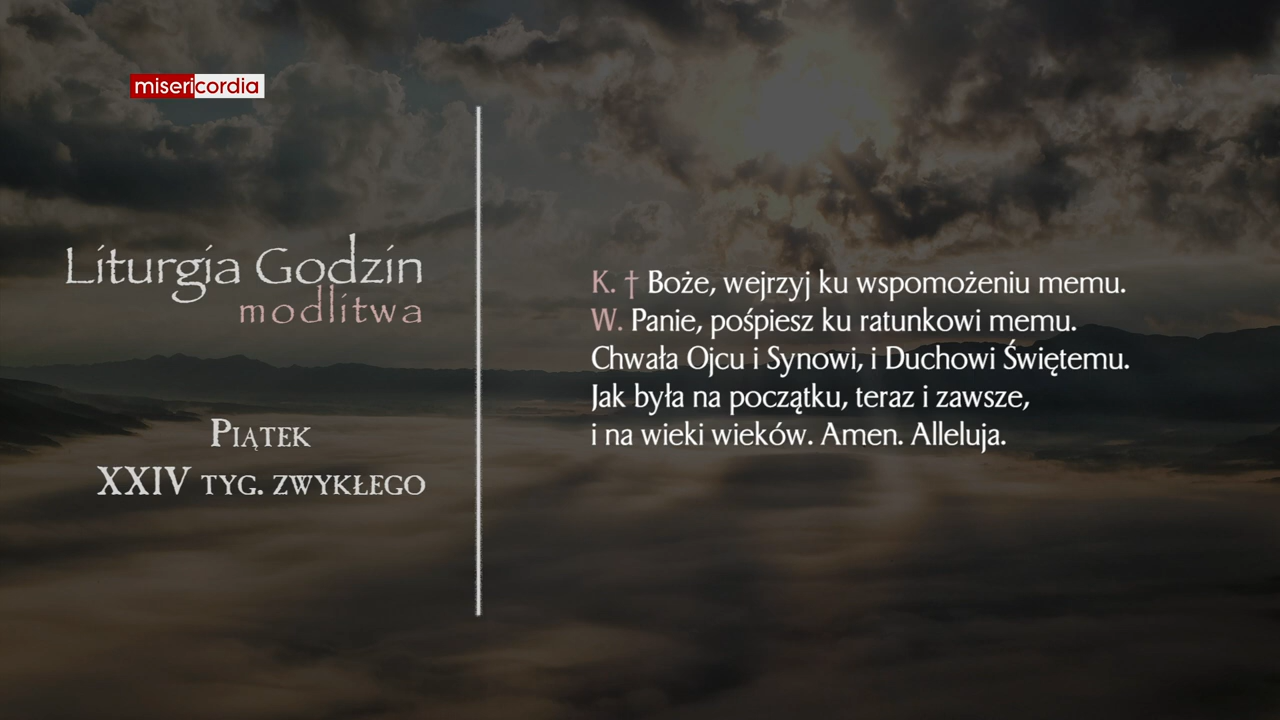 misericordia
Liturgia Godzin
modlitwa
Piątek
XXIV tyg. zwykłego
K. † Boże, wejrzyj ku wspomożeniu memu.
W. Panie, pośpiesz ku ratunkowi memu.
Chwała Ojcu i Synowi, i Duchowi Świętemu.
Jak była na początku, teraz i zawsze,
i na wieki wieków. Amen. Alleluja.